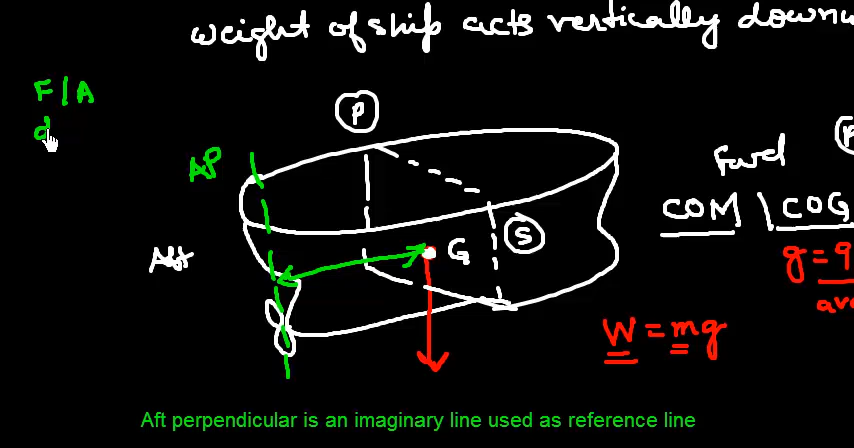 weight of ship acts vertically downw
F/A
d
P
AP
Fwrd
COM \ COG
S
G
Aft
g = 9
W = mg
Aft perpendicular is an imaginary line used as reference line